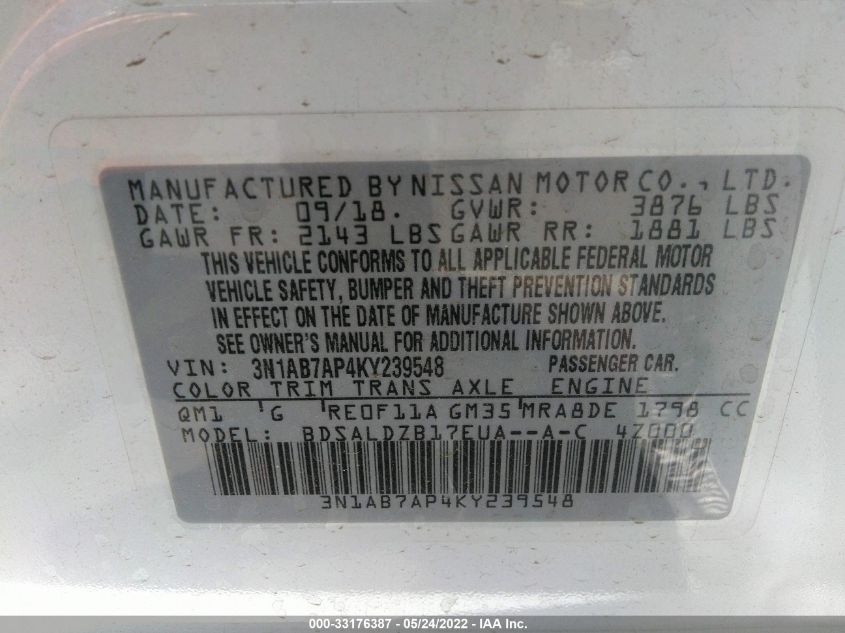 MANUFACTURED BY NISSAN MOTOR CO., LTD.
DATE: 09/18. GVWR: 3876 LBS
GAWR FR: 2143 LBS GAWR RR: 1881 LBS
THIS VEHICLE CONFORMS TO ALL APPLICABLE FEDERAL MOTOR
VEHICLE SAFETY, BUMPER AND THEFT PREVENTION STANDARDS
IN EFFECT ON THE DATE OF MANUFACTURE SHOWN ABOVE.
SEE OWNER'S MANUAL FOR ADDITIONAL INFORMATION.
VIN: 3N1AB7AP4KY239548 PASSENGER CAR.
COLOR TRIM TRANS AXLE ENGINE
QM1 G RE0F11A GM35 MRA8DE 1798 CC
MODEL: BDSALDZB17EUA--A-C 4Z000
3N1AB7AP4KY239548
000-33176387 - 05/24/2022 - IAA Inc.